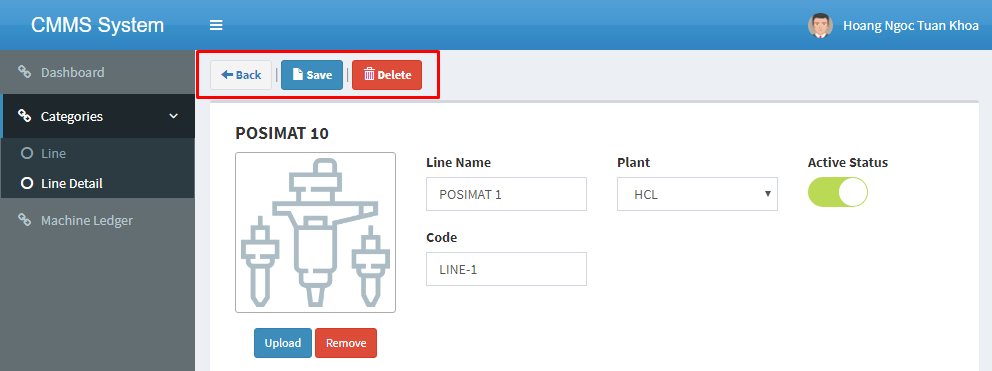 CMMS System
Hoang Ngoc Tuan Khoa
Dashboard
Categories
Line
Line Detail
Machine Ledger
Back | Save | Delete
POSIMAT 10
Line Name
POSIMAT 1
Plant
HCL
Active Status
Code
LINE-1
Upload
Remove